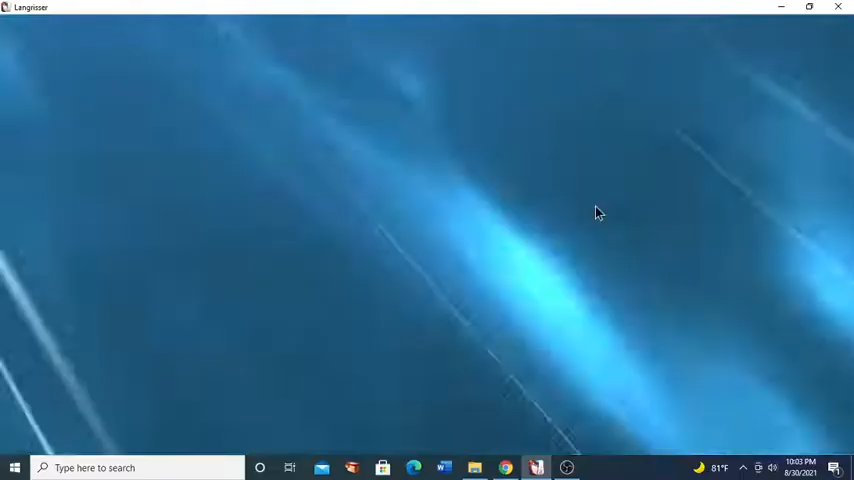 Langrisser
Type here to search
81°F
10:03 PM
8/30/2021